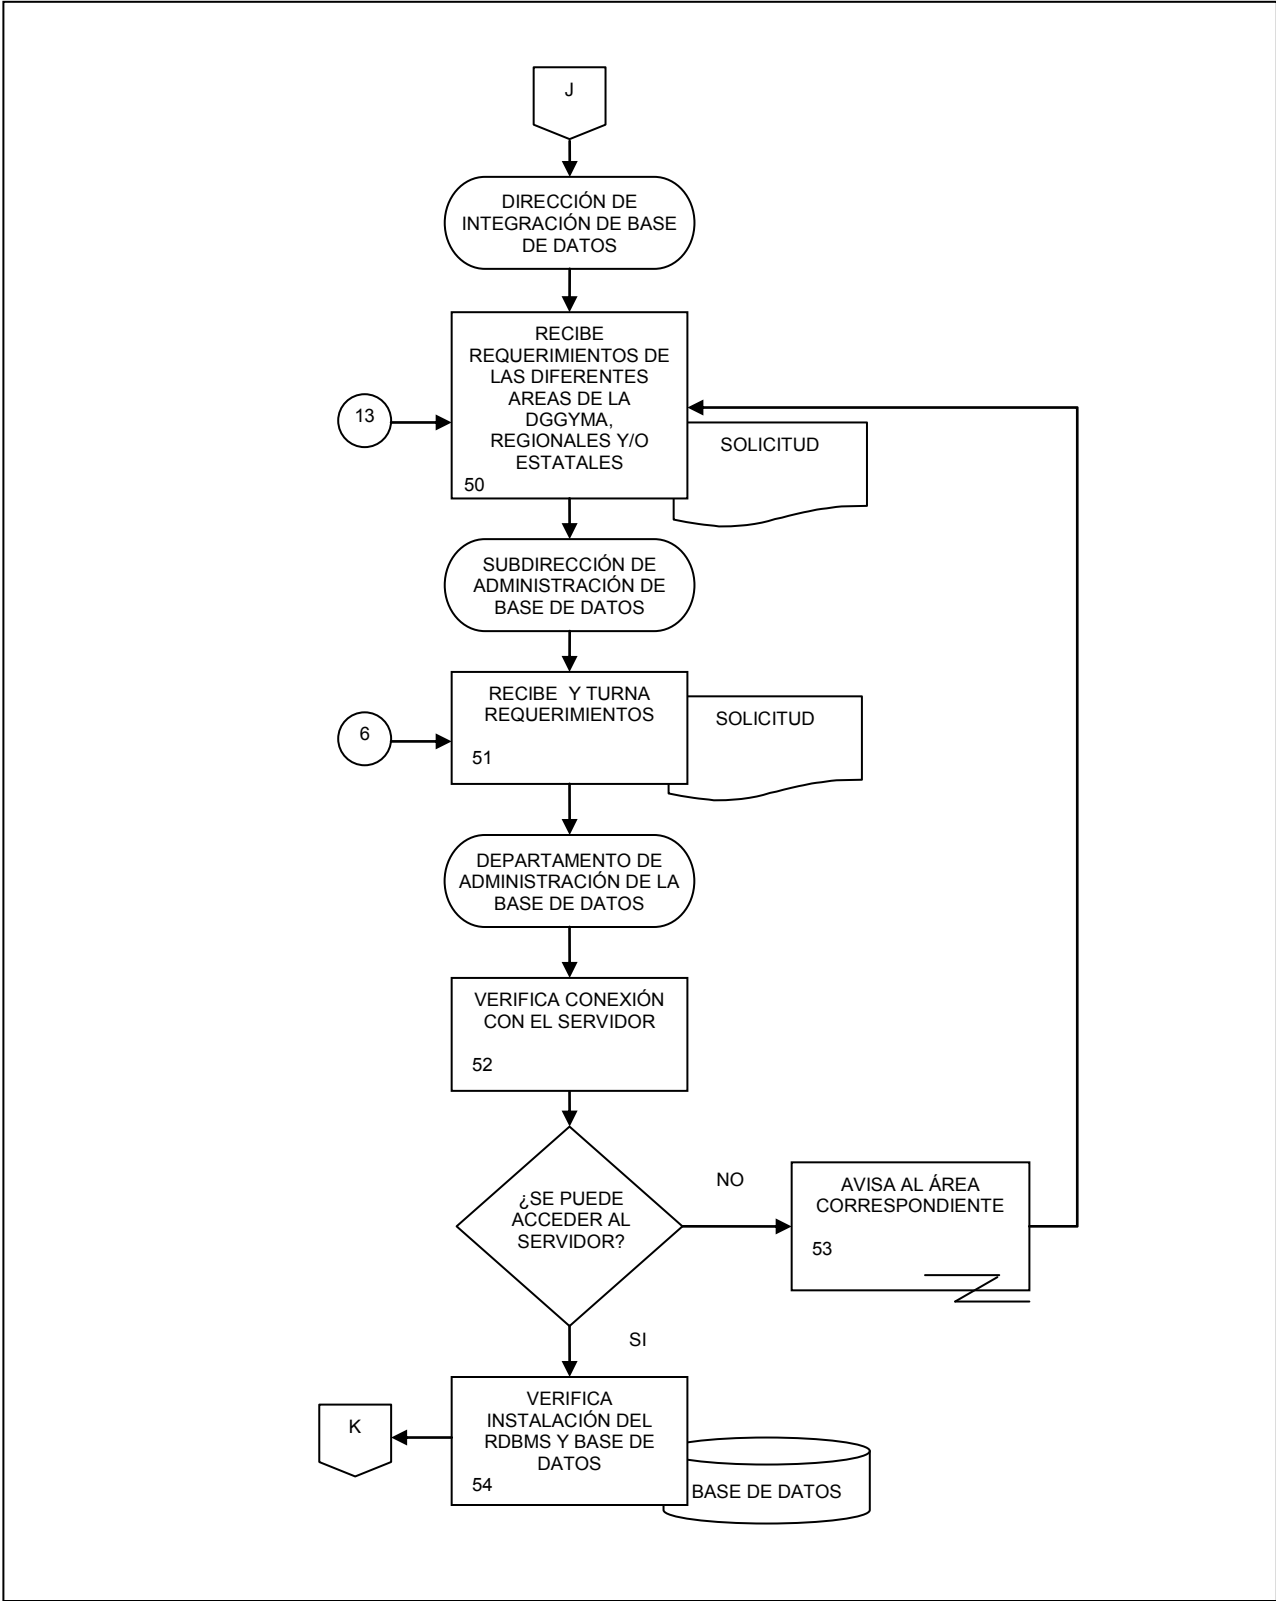 J
DIRECCIÓN DE
INTEGRACIÓN DE BASE
DE DATOS
RECIBE
REQUERIMIENTOS DE
LAS DIFERENTES
AREAS DE LA
DGGYMA,
REGIONALES Y/O
ESTATALES
50
13
SOLICITUD
SUBDIRECCIÓN DE
ADMINISTRACIÓN DE
BASE DE DATOS
RECIBE Y TURNA
REQUERIMIENTOS
51
6
SOLICITUD
DEPARTAMENTO DE
ADMINISTRACIÓN DE LA
BASE DE DATOS
VERIFICA CONEXIÓN
CON EL SERVIDOR
52
¿SE PUEDE
ACCEDER AL
SERVIDOR?
NO
AVISA AL ÁREA
CORRESPONDIENTE
53
SI
VERIFICA
INSTALACIÓN DEL
RDBMS Y BASE DE
DATOS
54
K
BASE DE DATOS